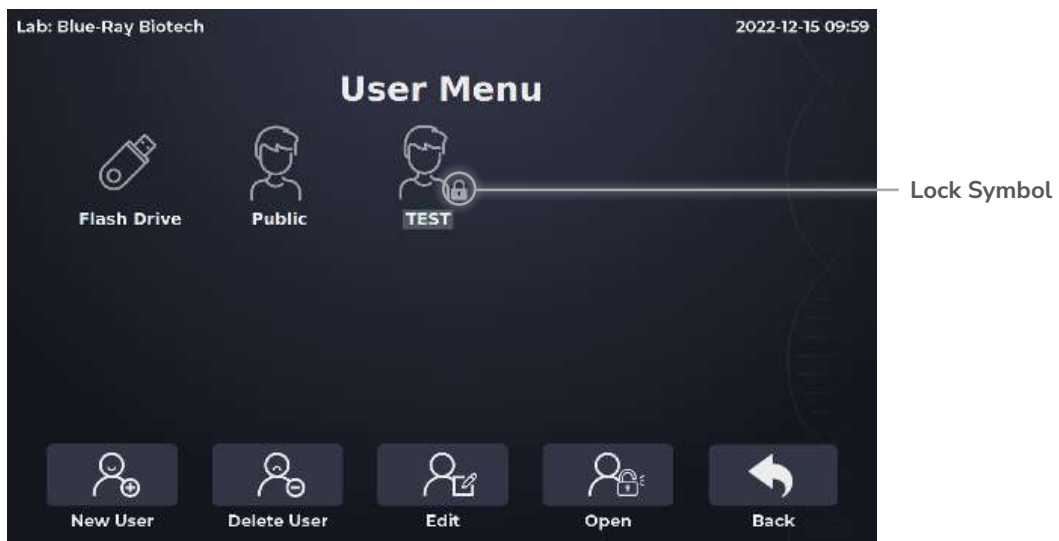 Lab: Blue-Ray Biotech 2022-12-15 09:59
User Menu
Flash Drive Public TEST
Lock Symbol
New User Delete User Edit Open Back